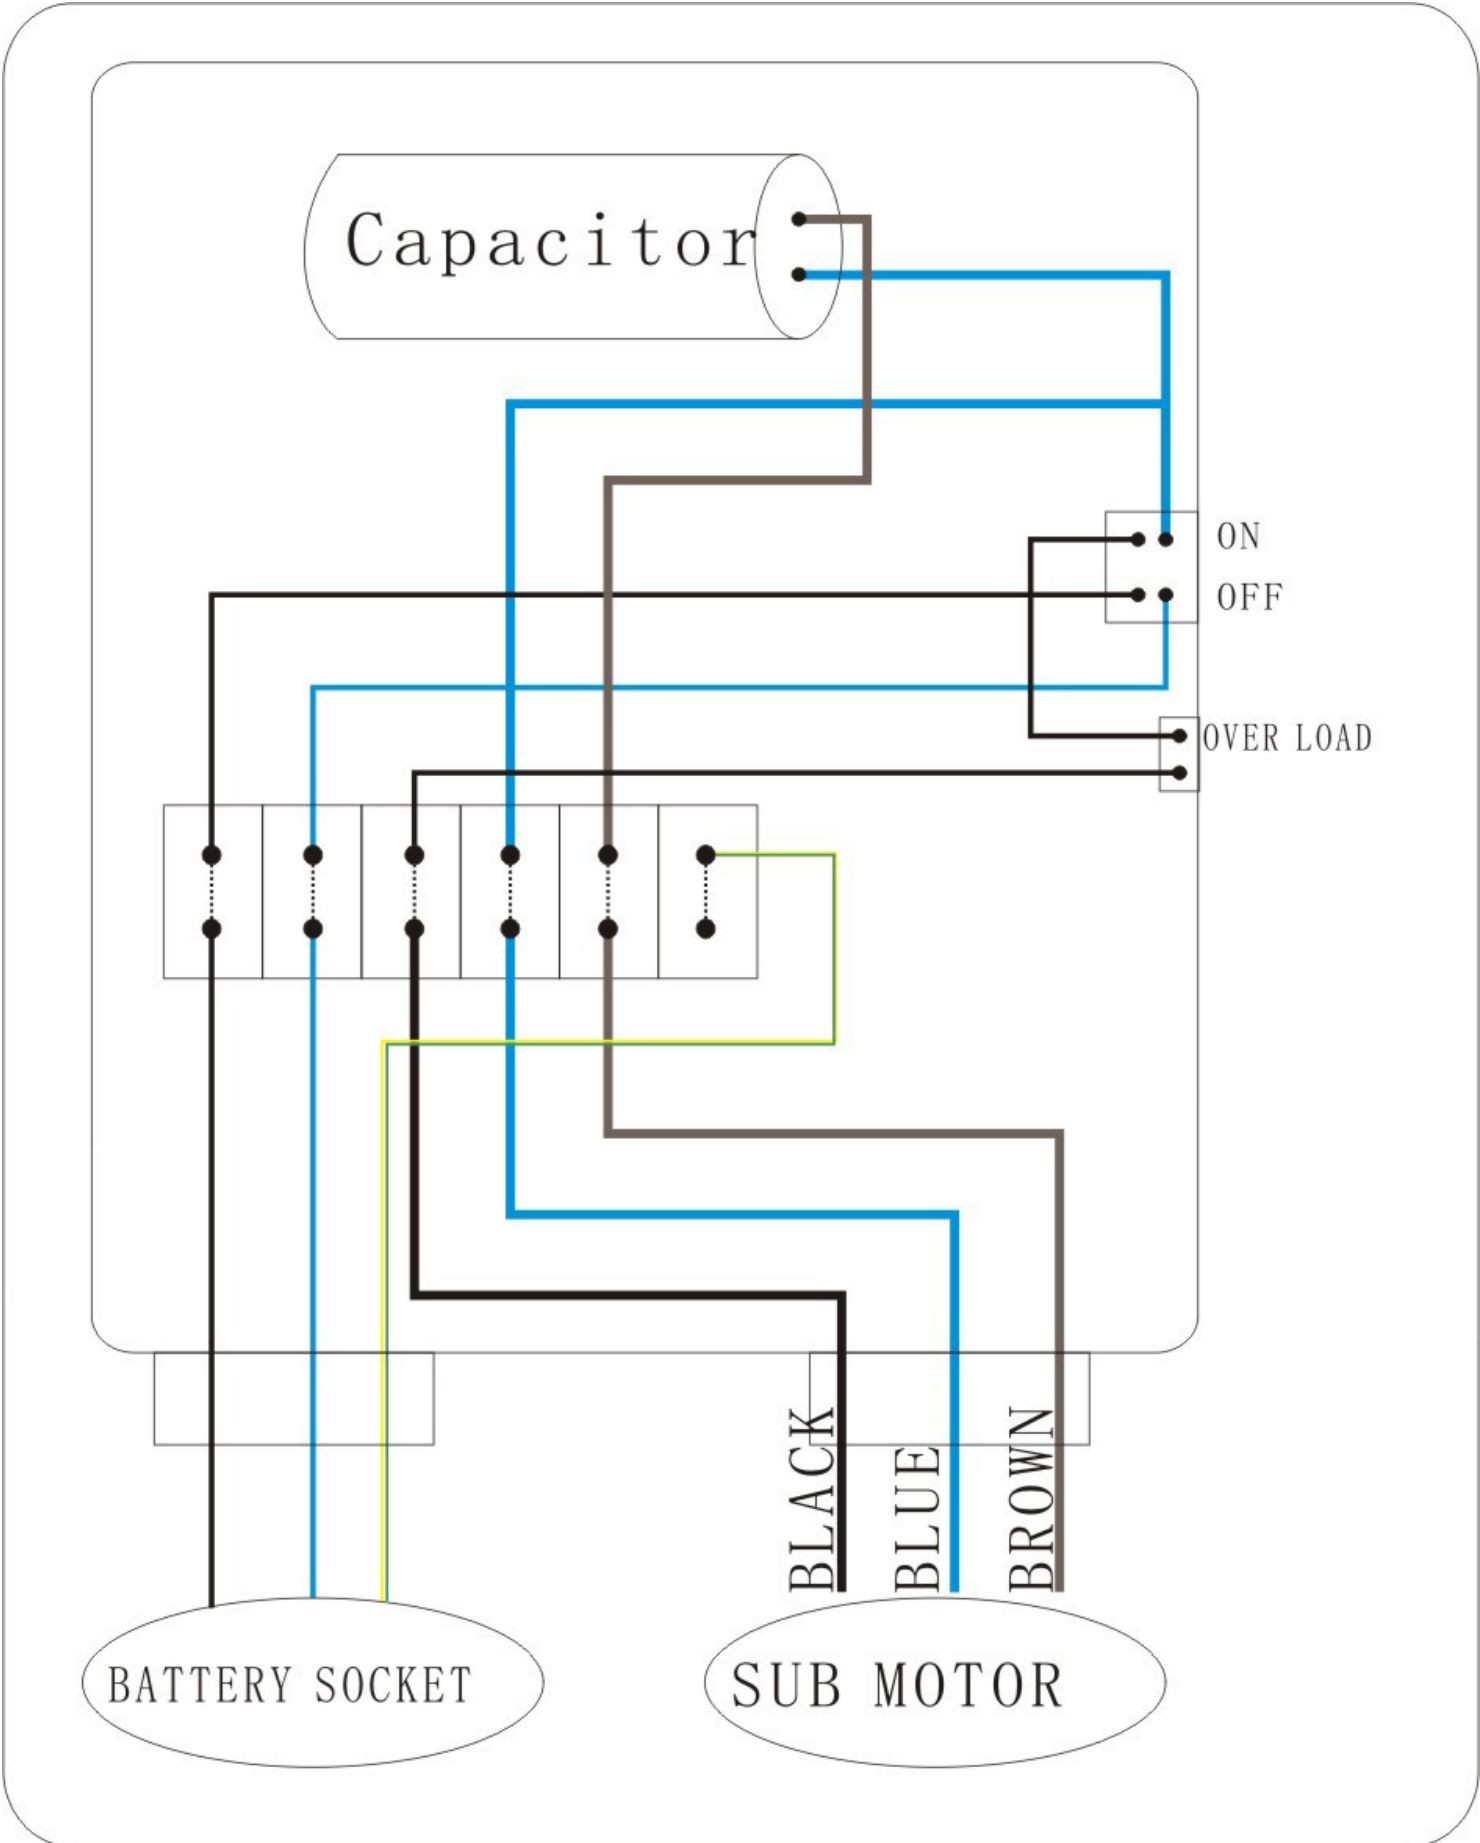 Capacitor
ON
OFF
OVER LOAD
BLACK
BLUE
BROWN
BATTERY SOCKET
SUB MOTOR